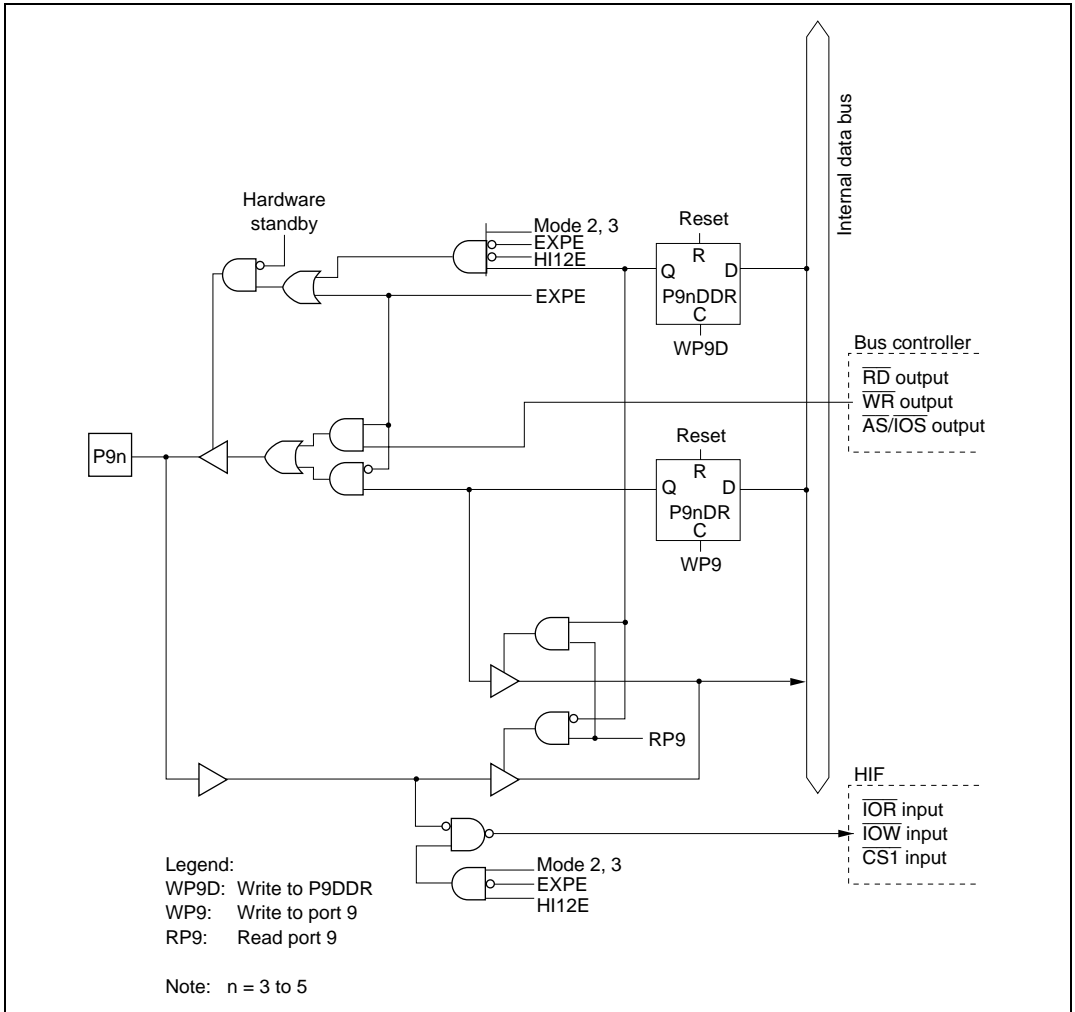 Internal data bus
Hardware
standby
Mode 2, 3
EXPE
HI12E
EXPE
Reset
R
Q D
P9nDDR
C
WP9D
Bus controller
RD output
WR output
AS/IOS output
P9n
Reset
R
Q D
P9nDR
C
WP9
RP9
HIF
IOR input
IOW input
CS1 input
Mode 2, 3
EXPE
HI12E
Legend:
WP9D: Write to P9DDR
WP9: Write to port 9
RP9: Read port 9
Note: n = 3 to 5